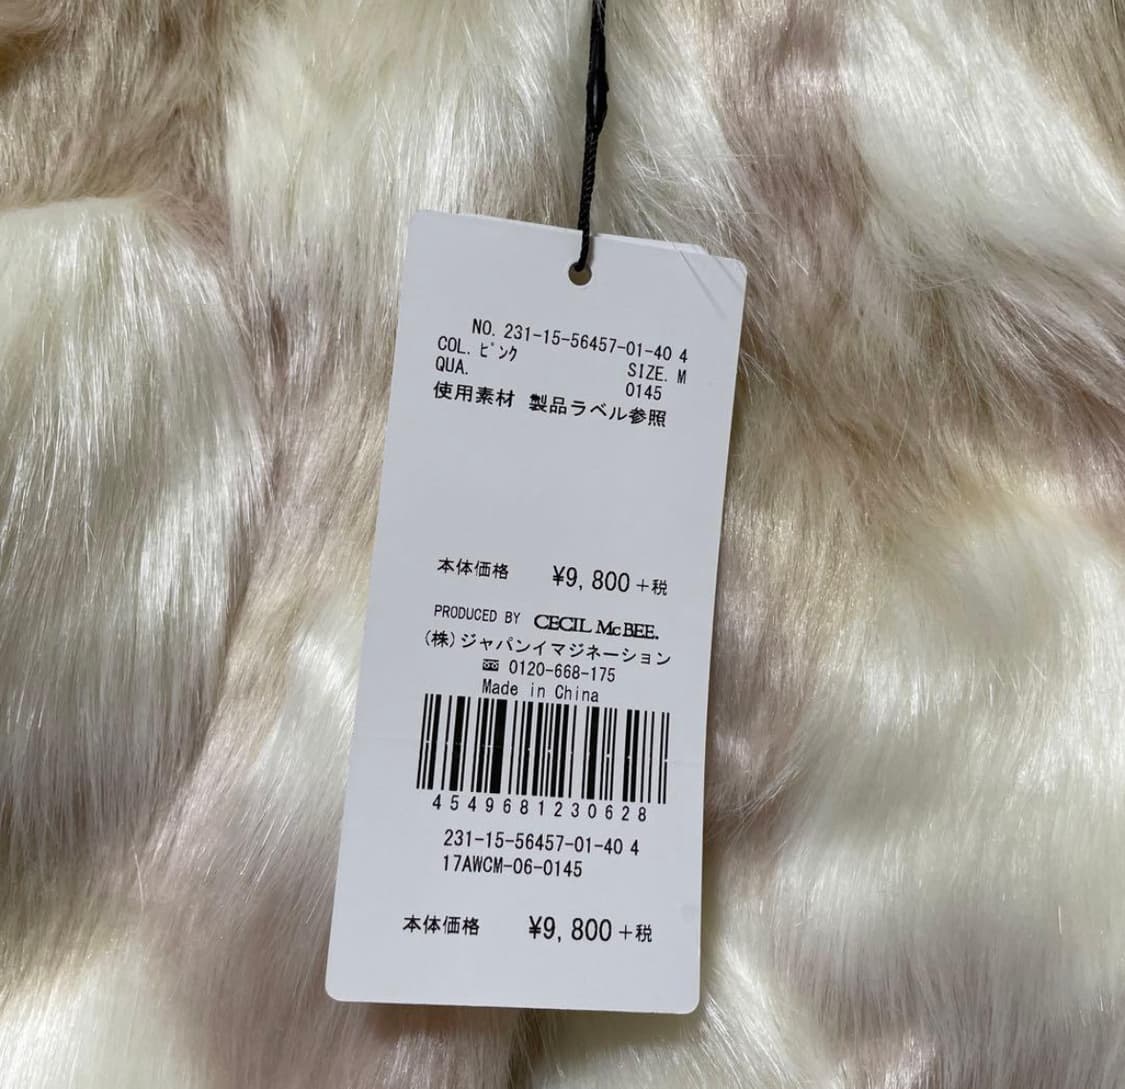 NO. 231-15-56457-01-40 4
COL. ﾋﾟﾝｸ SIZE. M
QUA. 0145
使用素材 製品ラベル参照
本体価格 ¥9,800+税
PRODUCED BY CECIL McBEE.
(株)ジャパンイマジネーション
0120-668-175
Made in China
4549681230628
231-15-56457-01-40 4
17AWCM-06-0145
本体価格 ¥9,800+税